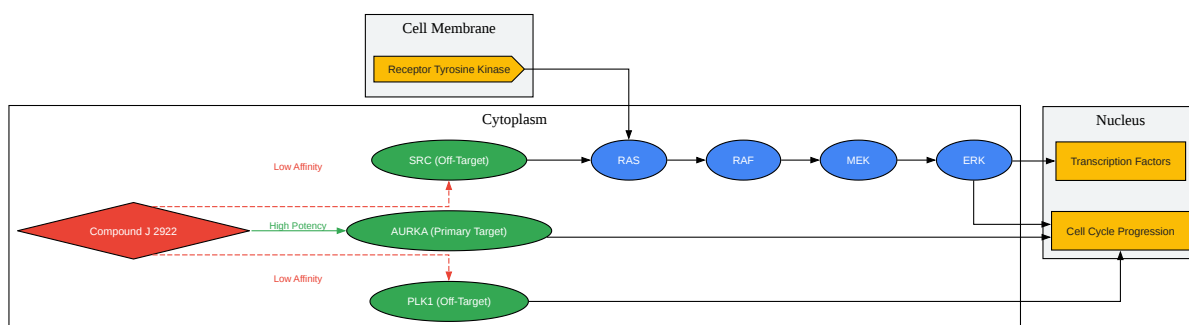 Cell Membrane
Receptor Tyrosine Kinase
Cytoplasm
Nucleus
Low Affinity
SRC (Off-Target)
RAS
RAF
MEK
ERK
Transcription Factors
Compound J 2922
High Potency
AURKA (Primary Target)
Cell Cycle Progression
Low Affinity
PLK1 (Off-Target)